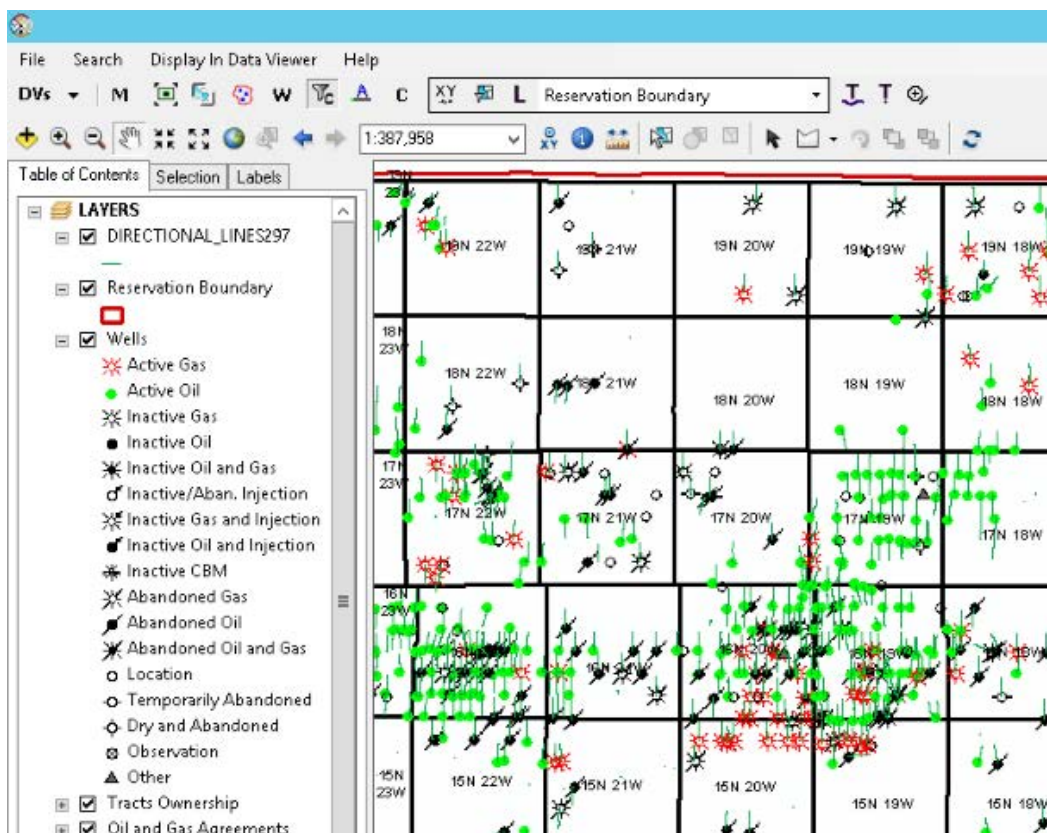 File Search Display In Data Viewer Help
DVs M W C XY L Reservation Boundary T T
1:387,958 XY
Table of Contents Selection Labels
LAYERS
DIRECTIONAL_LINES297
Reservation Boundary
Wells
Active Gas
Active Oil
Inactive Gas
Inactive Oil
Inactive Oil and Gas
Inactive/Aban. Injection
Inactive Gas and Injection
Inactive Oil and Injection
Inactive CBM
Abandoned Gas
Abandoned Oil
Abandoned Oil and Gas
Location
Temporarily Abandoned
Dry and Abandoned
Observation
Other
Tracts Ownership
Oil and Gas Agreements
19N 22W 19N 21W 19N 20W 19N 19W 19N 18W
18N
23W
18N 22W 18N 21W 18N 20W 18N 19W 18N 18W
17N
23W
17N 22W 17N 21W 17N 20W 17N 19W 17N 18W
16N
23W
15N
23W
15N 22W 15N 21W 15N 20W 15N 19W 15N 18W